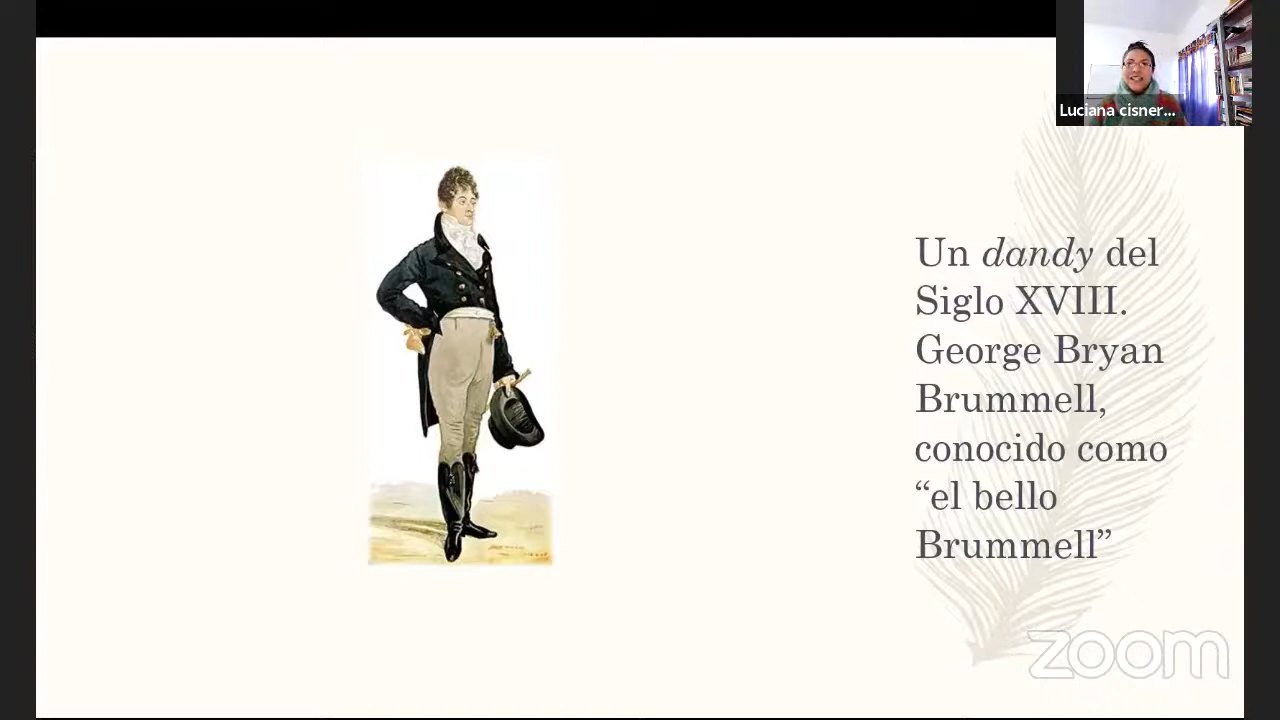 Luciana cisner...
Un dandy del
Siglo XVIII.
George Bryan
Brummell,
conocido como
“el bello
Brummell”
zoom